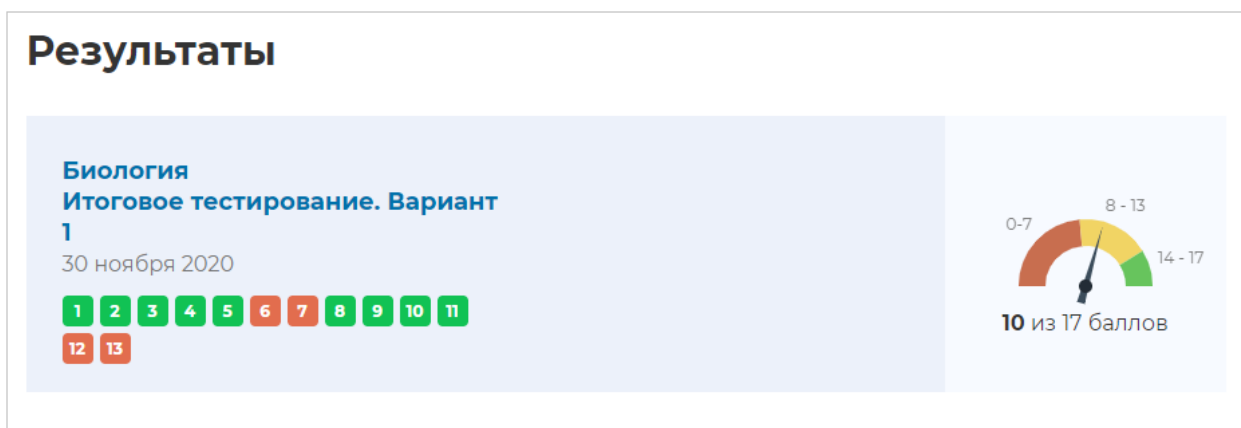 Результаты
Биология
Итоговое тестирование. Вариант
1
30 ноября 2020
1 2 3 4 5 6 7 8 9 10 11
12 13
0-7
8 - 13
14 - 17
10 из 17 баллов